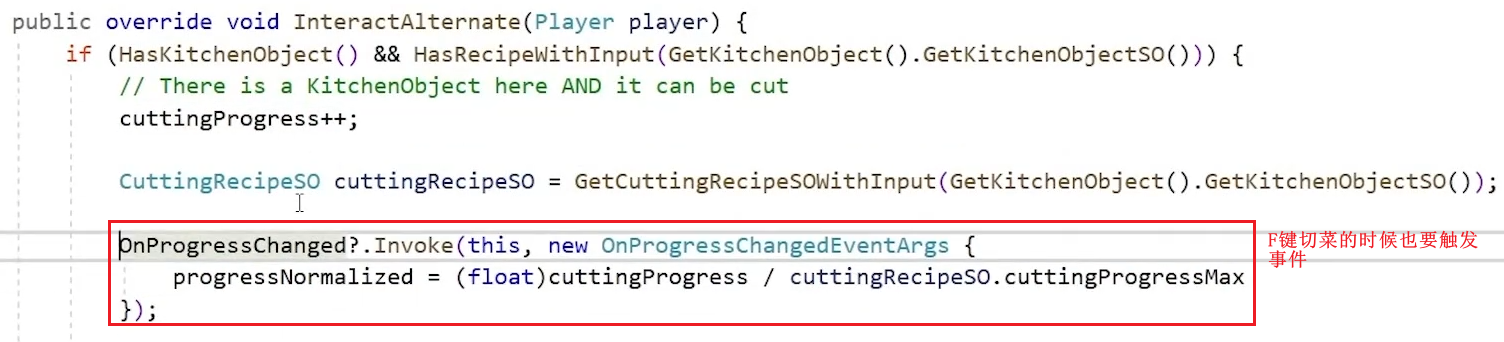 public override void InteractAlternate(Player player) {
if (HasKitchenObject() && HasRecipeWithInput(GetKitchenObject().GetKitchenObjectSO())) {
// There is a KitchenObject here AND it can be cut
cuttingProgress++;
CuttingRecipeSO cuttingRecipeSO = GetCuttingRecipeSOWithInput(GetKitchenObject().GetKitchenObjectSO());
OnProgressChanged?.Invoke(this, new OnProgressChangedEventArgs {
progressNormalized = (float)cuttingProgress / cuttingRecipeSO.cuttingProgressMax
});
F键切菜的时候也要触发
事件